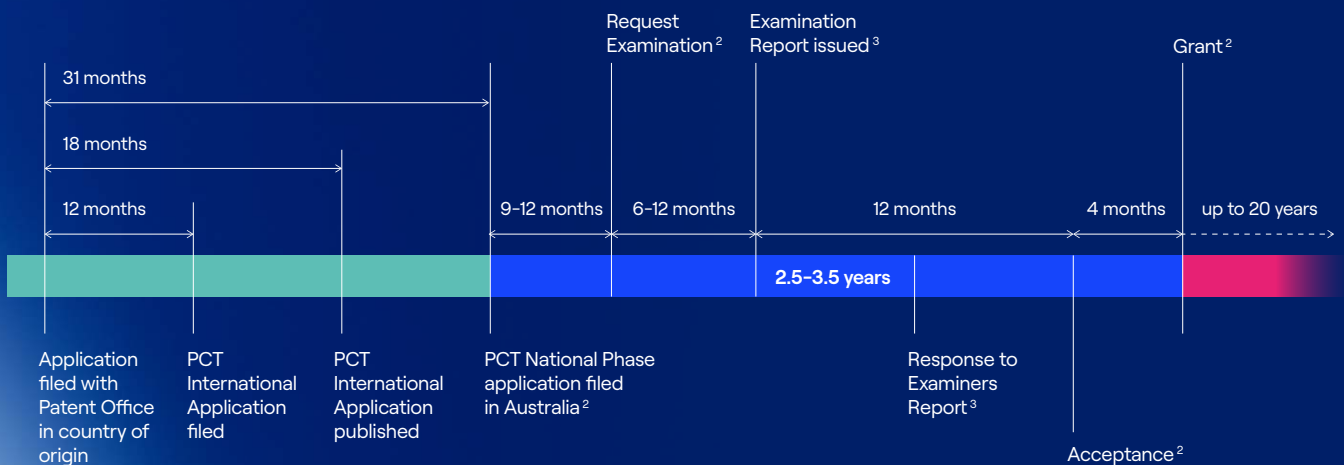 Request
Examination 2
Examination
Report issued 3
Grant 2
31 months
18 months
12 months
9-12 months
6-12 months
12 months
4 months
up to 20 years
2.5-3.5 years
Application
filed with
Patent Office
in country of
origin
PCT
International
Application
filed
PCT
International
Application
published
PCT National Phase
application filed
in Australia 2
Response to
Examiners
Report 3
Acceptance 2